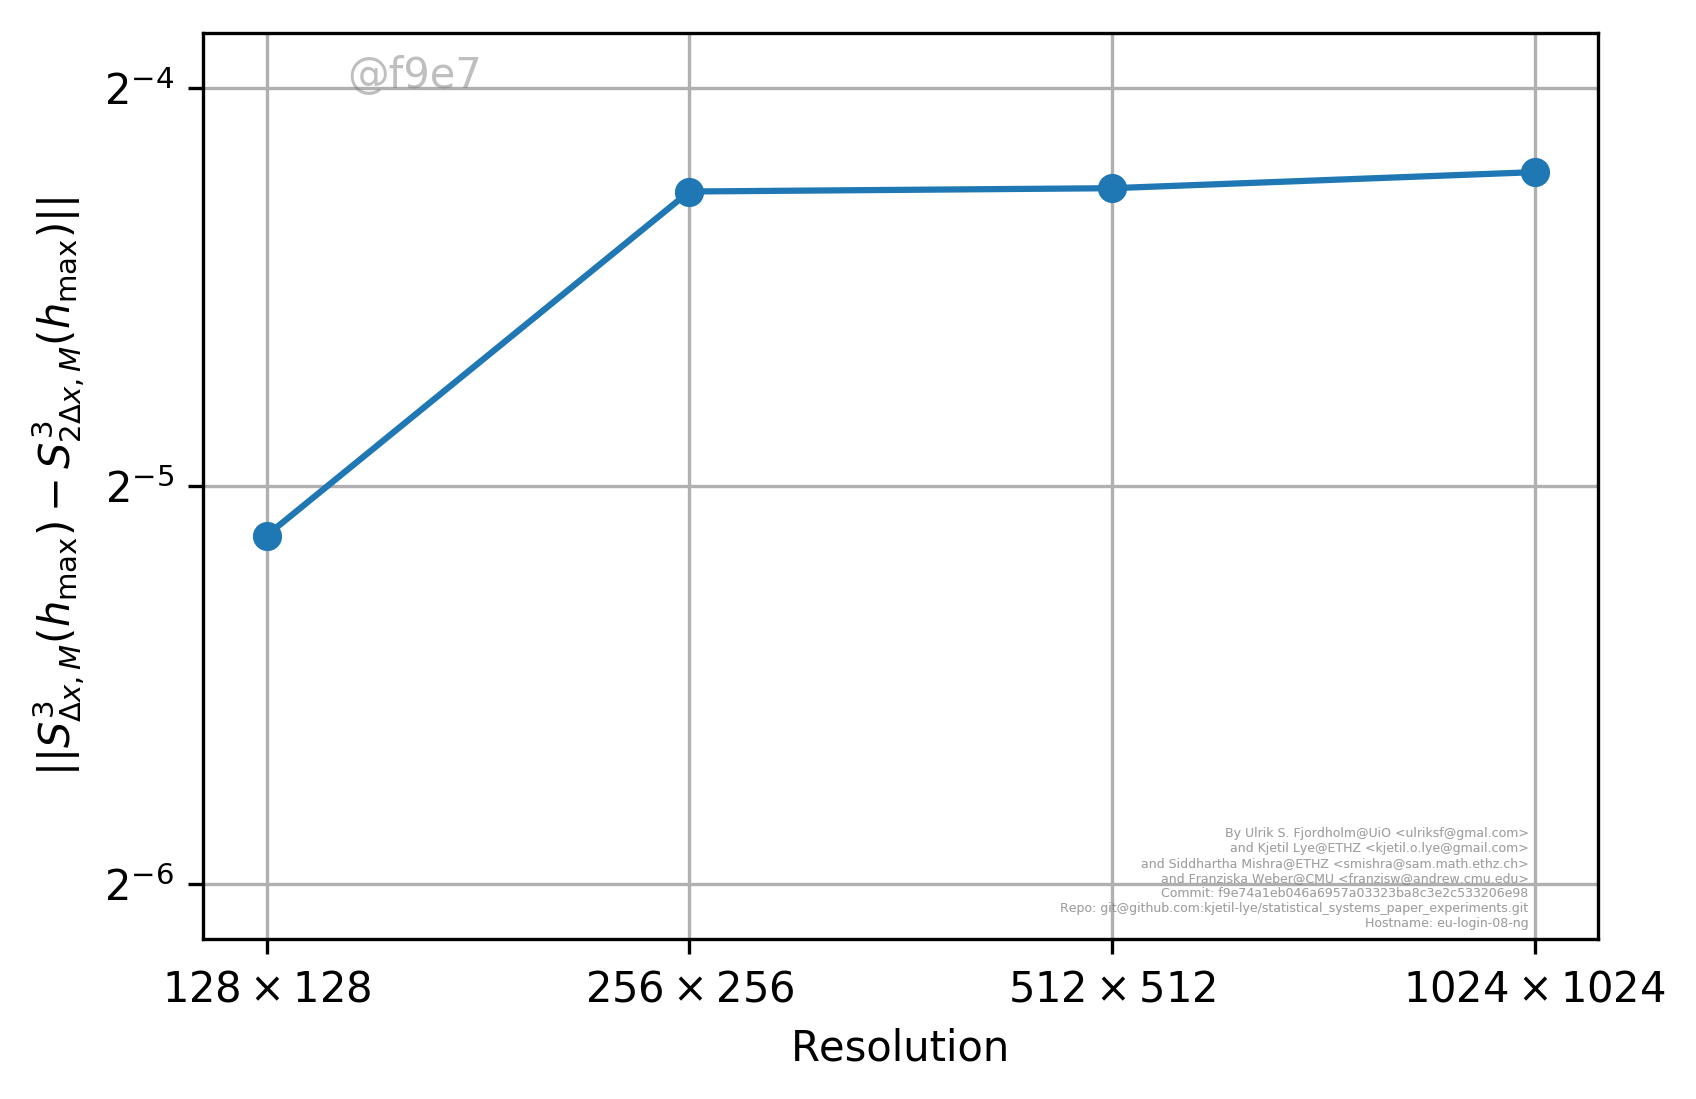 @f9e7
2⁻⁴
2⁻⁵
2⁻⁶
||S³_{Δx,M}(h_max) − S³_{2Δx,M}(h_max)||
By Ulrik S. Fjordholm@UiO <ulriksf@gmal.com>
and Kjetil Lye@ETHZ <kjetil.o.lye@gmail.com>
and Siddhartha Mishra@ETHZ <smishra@sam.math.ethz.ch>
and Franziska Weber@CMU <franzisw@andrew.cmu.edu>
Commit: f9e74a1eb046a6957a03323ba8c3e2c533206e98
Repo: git@github.com:kjetil-lye/statistical_systems_paper_experiments.git
Hostname: eu-login-08-ng
128 × 128 256 × 256 512 × 512 1024 × 1024
Resolution